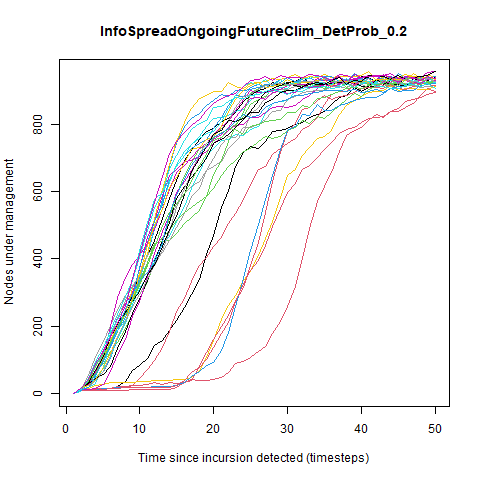 InfoSpreadOngoingFutureClim_DetProb_0.2
Nodes under management
800
600
400
200
0
0 10 20 30 40 50
Time since incursion detected (timesteps)